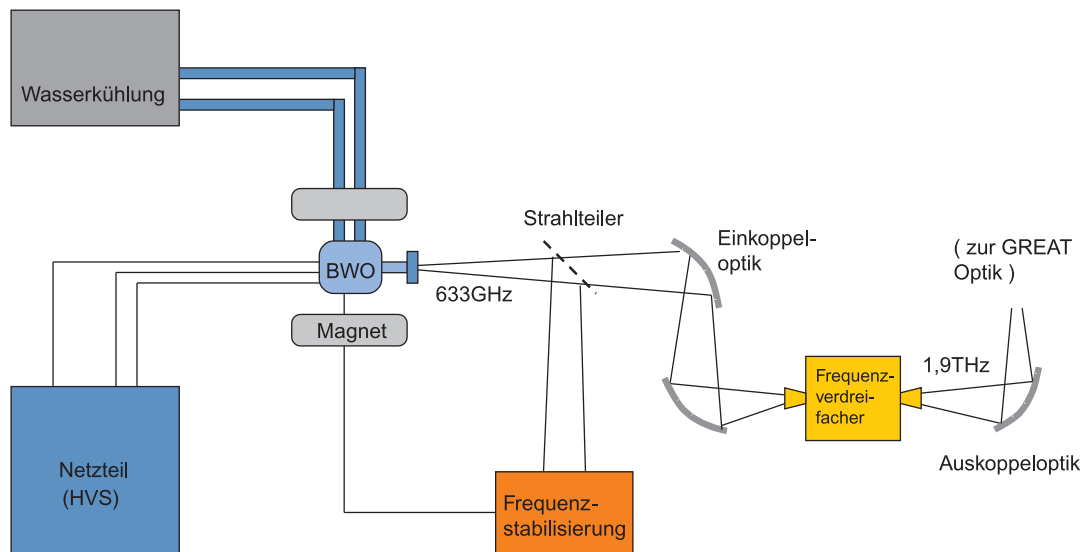 Wasserkühlung
Strahlteiler
Einkoppel-
optik
( zur GREAT
Optik )
BWO
633GHz
Magnet
1,9THz
Frequenz-
verdrei-
facher
Auskoppeloptik
Netzteil
(HVS)
Frequenz-
stabilisierung